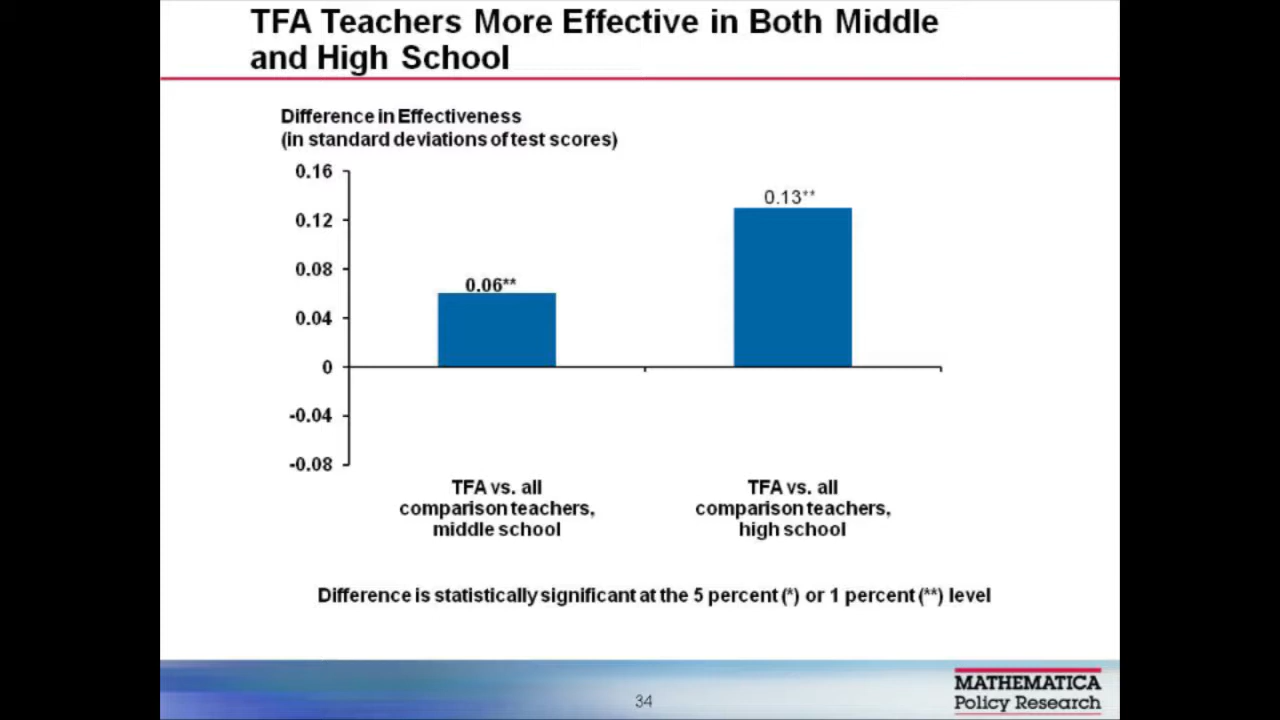 TFA Teachers More Effective in Both Middle
and High School
Difference in Effectiveness
(in standard deviations of test scores)
0.16
0.12
0.08
0.04
0
-0.04
-0.08
0.06**
0.13**
TFA vs. all
comparison teachers,
middle school
TFA vs. all
comparison teachers,
high school
Difference is statistically significant at the 5 percent (*) or 1 percent (**) level
34
MATHEMATICA
Policy Research